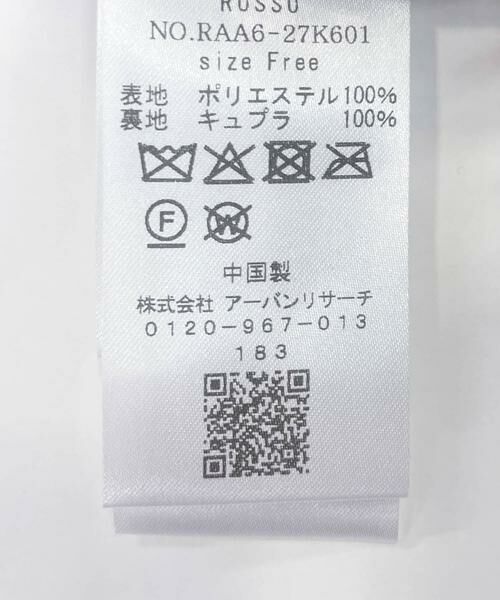 ROSSO
NO.RAA6-27K601
size Free
表地 ポリエステル100%
裏地 キュプラ 100%
F
W
中国製
株式会社 アーバンリサーチ
0120-967-013
183